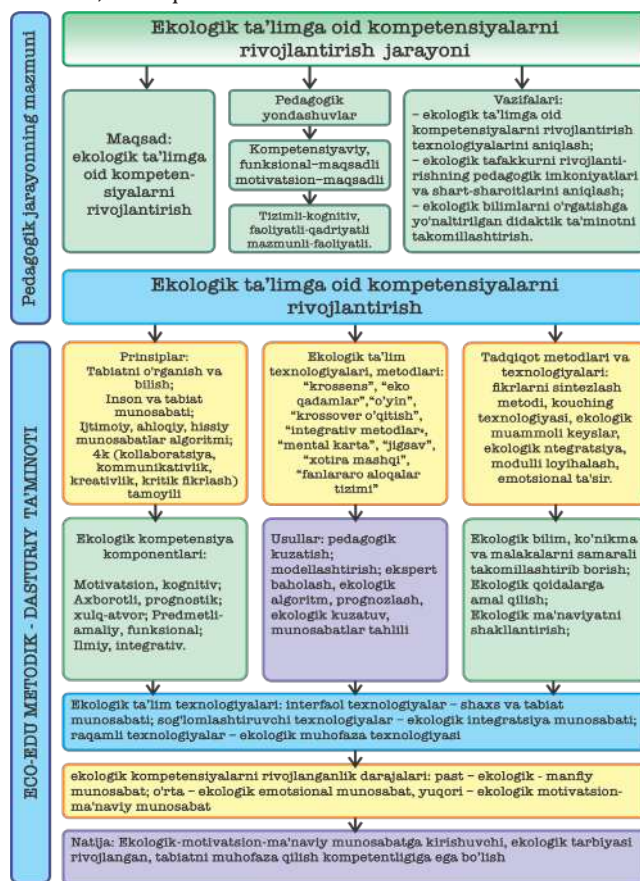 Pedagogik jarayonning mazmuni
Ekologik ta'limga oid kompetensiyalarni
rivojlantirish jarayoni
Maqsad:
ekologik ta'limga
oid kompeten-
siyalarni
rivojlantirish
Pedagogik
yondashuvlar
Kompetensiyaviy,
funksional–maqsadli
motivatsion–maqsadli
Tizimli-kognitiv,
faoliyatli-qadriyatli
mazmunli-faoliyatli.
Vazifalari:
– ekologik ta'limga oid
kompetensiyalarni rivojlantirish
texnologiyalarini aniqlash;
– ekologik tafakkurni rivojlanti-
rishning pedagogik imkoniyatlari
va shart-sharoitlarini aniqlash;
– ekologik bilimlarni o'rgatishga
yo'naltirilgan didaktik ta'minotni
takomillashtirish.
Ekologik ta'limga oid kompetensiyalarni
rivojlantirish
ECO-EDU METODIK - DASTURIY TA'MINOTI
Prinsiplar:
Tabiatni o'rganish va
bilish;
Inson va tabiat
munosabati;
Ijtimoiy, ahloqiy, hissiy
munosabatlar algoritmi;
4k (kollaboratsiya,
kommunikativlik,
kreativlik, kritik fikrlash)
tamoyili
Ekologik ta'lim
texnologiyalari, metodlari:
“krossens”, “eko
qadamlar”,“o'yin”,
“krossover o'qitish”,
“integrativ metodlar•,
“mental karta”, “jigsav”,
“xotira mashqi”,
“fanlararo aloqalar
tizimi”
Tadqiqot metodlari va
texnologiyalari:
fikrlarni sintezlash
metodi, kouching
texnologiyasi, ekologik
muammoli keyslar,
ekologik ntegratsiya,
modulli loyihalash,
emotsional ta'sir.
Ekologik kompetensiya
komponentlari:
Motivatsion, kognitiv;
Axborotli, prognostik;
xulq-atvor; Predmetli-
amaliy, funksional;
Ilmiy, integrativ.
Usullar: pedagogik
kuzatish;
modellashtirish; ekspert
baholash, ekologik
algoritm, prognozlash,
ekologik kuzatuv,
munosabatlar tahlili
Ekologik bilim, ko'nikma
va malakalarni samarali
takomillashtirib borish;
Ekologik qoidalarga
amal qilish;
Ekologik ma'naviyatni
shakllantirish;
Ekologik ta'lim texnologiyalari: interfaol texnologiyalar – shaxs va tabiat
munosabati; sog'lomlashtiruvchi texnologiyalar – ekologik integratsiya munosabati;
raqamli texnologiyalar – ekologik muhofaza texnologiyasi
ekologik kompetensiyalarni rivojlanganlik darajalari: past – ekologik - manfiy
munosabat; o'rta – ekologik emotsional munosabat, yuqori – ekologik motivatsion-
ma'naviy munosabat
Natija: Ekologik-motivatsion-ma'naviy munosabatga kirishuvchi, ekologik tarbiyasi
rivojlangan, tabiatni muhofaza qilish kompetentligiga ega bo'lish